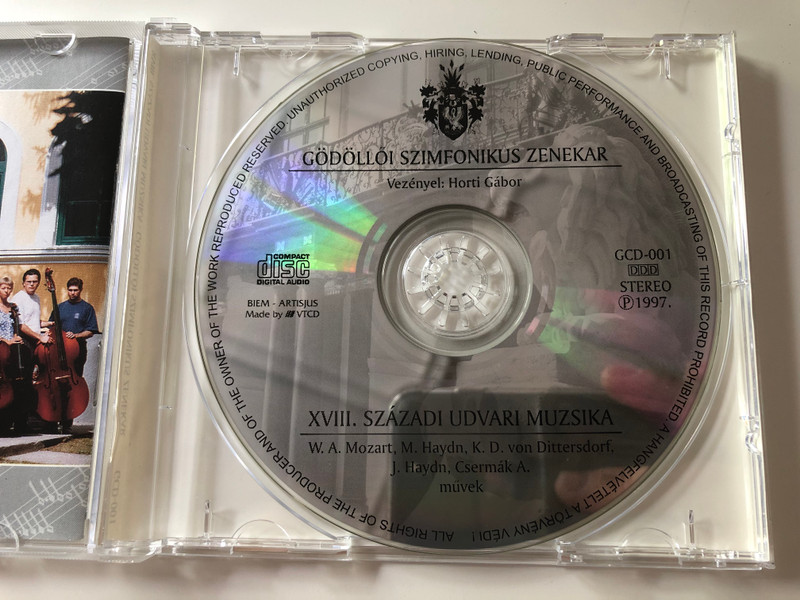 ALL RIGHTS OF THE PRODUCER AND OF THE OWNER OF THE WORK REPRODUCED RESERVED. UNAUTHORIZED COPYING, HIRING, LENDING, PUBLIC PERFORMANCE AND BROADCASTING OF THIS RECORD PROHIBITED A HANGFELVÉTELT A TÖRVÉNY VÉDI!
GÖDÖLLŐI SZIMFONIKUS ZENEKAR
Vezényel: Horti Gábor
COMPACT
disc
DIGITAL AUDIO
BIEM - ARTISJUS
Made by VTCD
GCD-001
DDD
STEREO
Ⓟ1997.
XVIII. SZÁZADI UDVARI MUZSIKA
W. A. Mozart, M. Haydn, K. D. von Dittersdorf,
J. Haydn, Csermák A.
művek